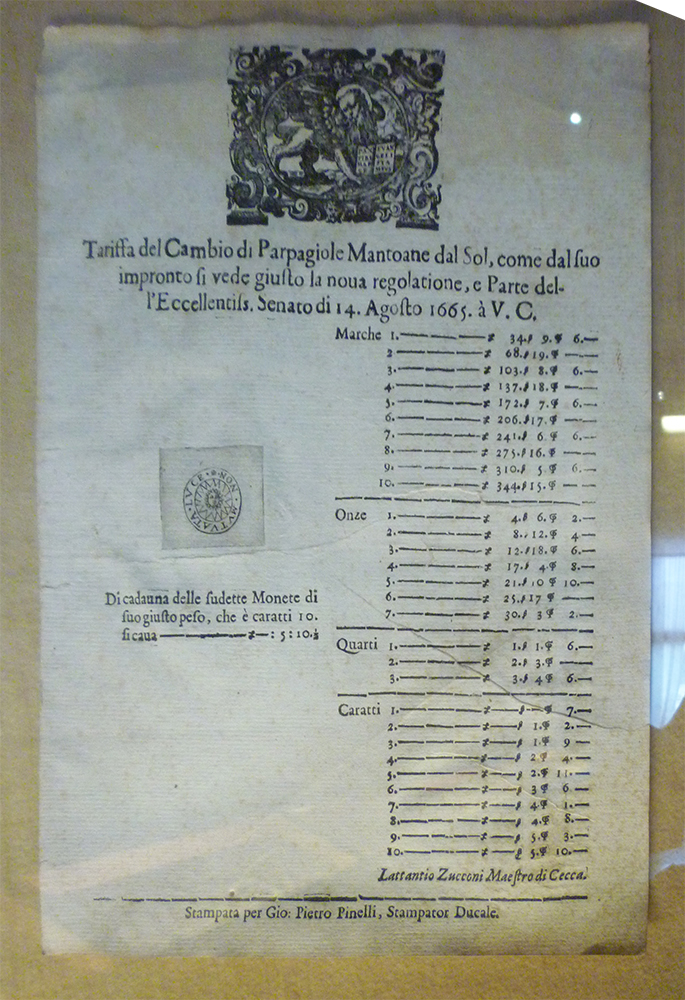 Tariffa del Cambio di Parpagiole Mantoane dal Sol, come dal suo
impronto si vede giusto la noua regolatione, e Parte del-
l'Eccellentiss. Senato di 14. Agosto 1665. à V. C.
Marche 1. 34. 9. 6.
2 68. 19.
3. 103. 8. 6.
4. 137. 18.
5. 172. 7. 6.
6. 206. 17.
7. 241. 6. 6.
8. 275. 16.
9. 310. 5 6.
10. 344. 15.
Onze 1. 4. 6. 2.
2. 8. 12. 4
3. 12. 18. 6.
4. 17. 4 8.
5. 21. 10 10.
6. 25. 17
7. 30. 3 2.
Quarti 1. 1. 1. 6.
2. 2. 3.
3. 3. 4 6.
Caratti 1. 7.
2. 1. 2.
3. 1. 9
4. 2 4.
5. 2. 11.
6. 3 6
7. 4 1.
8. 4. 8.
9. 5. 3.
10. 5. 10.
LVCE NON MVTVATA
Di cadauna delle sudette Monete di
suo giusto peso, che è caratti 10.
si caua : 5 : 10.
Lattantio Zucconi Maestro di Cecca.
Stampata per Gio: Pietro Pinelli, Stampator Ducale.